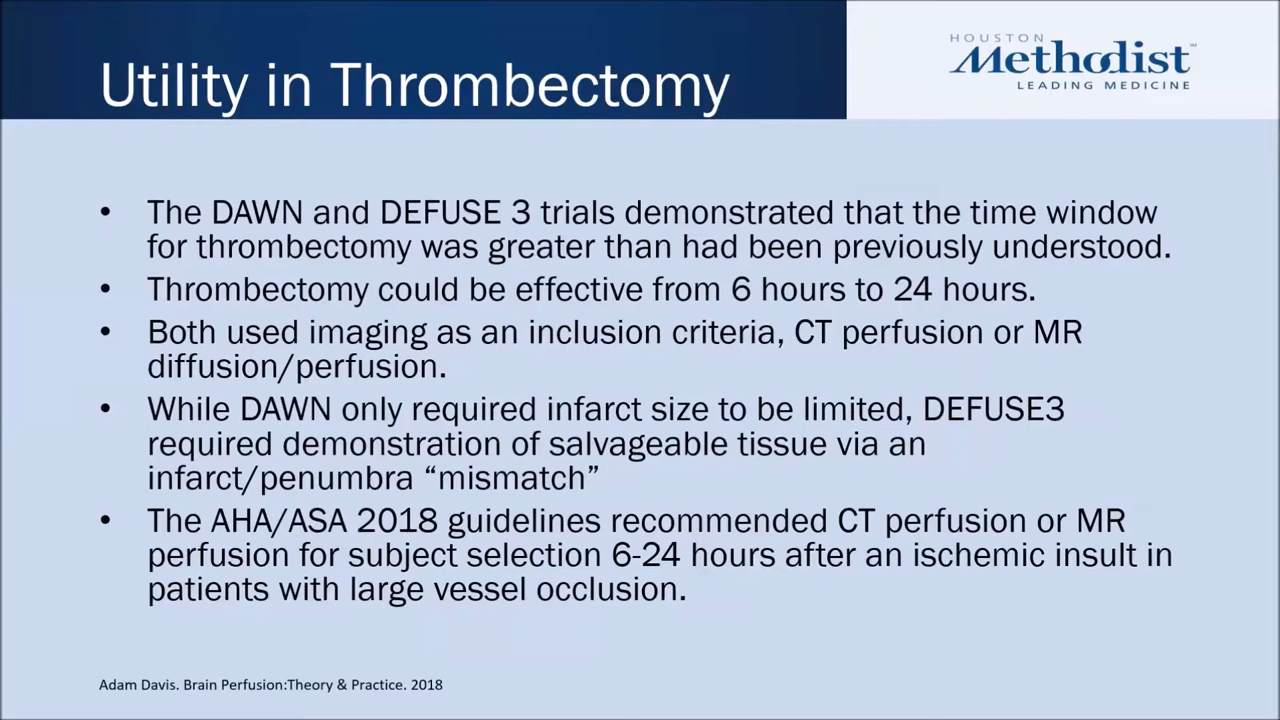 Utility in Thrombectomy
HOUSTON
Methodist
LEADING MEDICINE
• The DAWN and DEFUSE 3 trials demonstrated that the time window
for thrombectomy was greater than had been previously understood.
• Thrombectomy could be effective from 6 hours to 24 hours.
• Both used imaging as an inclusion criteria, CT perfusion or MR
diffusion/perfusion.
• While DAWN only required infarct size to be limited, DEFUSE3
required demonstration of salvageable tissue via an
infarct/penumbra “mismatch”
• The AHA/ASA 2018 guidelines recommended CT perfusion or MR
perfusion for subject selection 6-24 hours after an ischemic insult in
patients with large vessel occlusion.
Adam Davis. Brain Perfusion:Theory & Practice. 2018